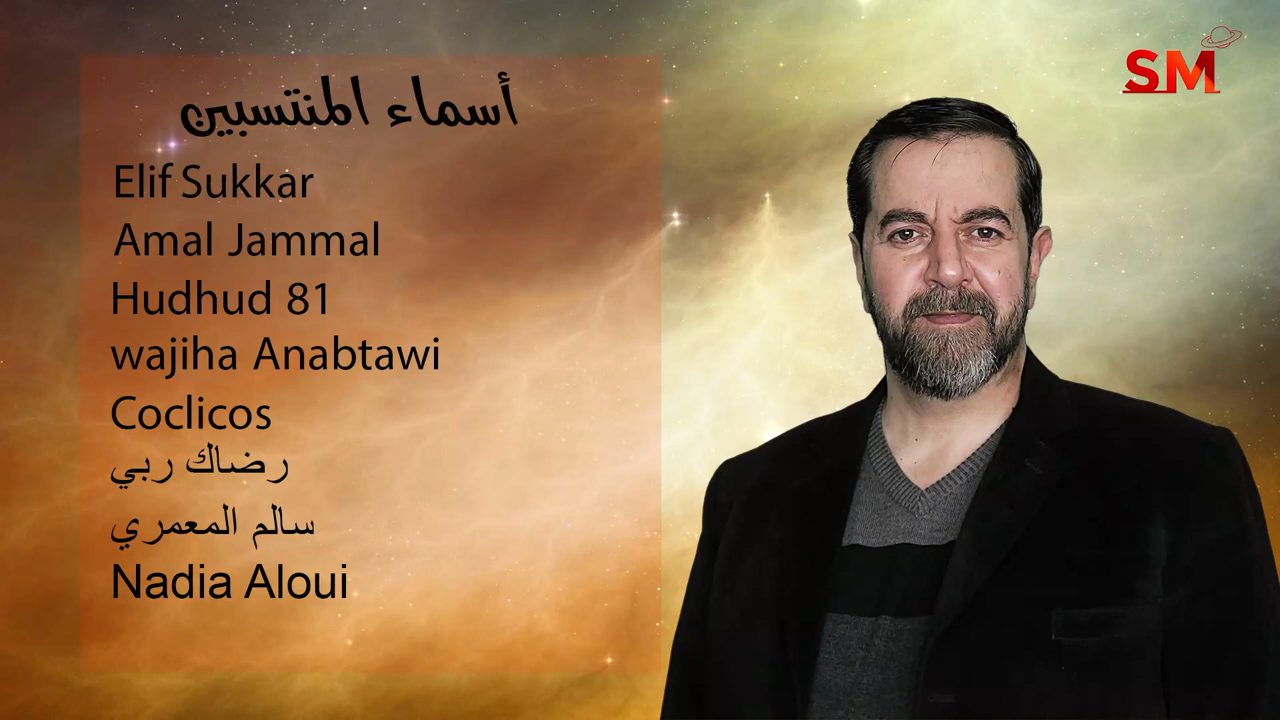 أسماء المنتسبين
Elif Sukkar
Amal Jammal
Hudhud 81
wajiha Anabtawi
Coclicos
رضاك ربي
سالم المعمري
Nadia Aloui
SM